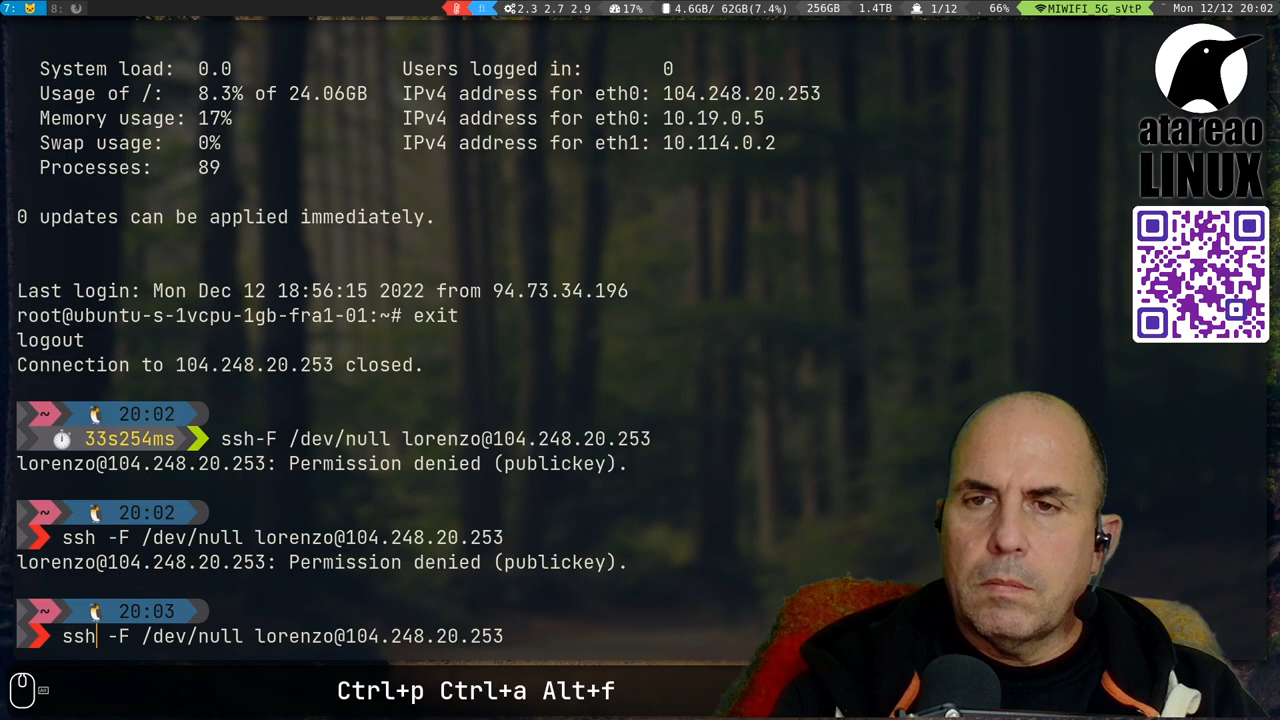 7: 8: 2.3 2.7 2.9 17% 4.6GB/ 62GB(7.4%) 256GB 1.4TB 1/12 66% MIWIFI 5G sVtP Mon 12/12 20:02
System load: 0.0 Users logged in: 0
Usage of /: 8.3% of 24.06GB IPv4 address for eth0: 104.248.20.253
Memory usage: 17% IPv4 address for eth0: 10.19.0.5
Swap usage: 0% IPv4 address for eth1: 10.114.0.2
Processes: 89
0 updates can be applied immediately.
Last login: Mon Dec 12 18:56:15 2022 from 94.73.34.196
root@ubuntu-s-1vcpu-1gb-fra1-01:~# exit
logout
Connection to 104.248.20.253 closed.
~ 20:02
33s254ms ssh-F /dev/null lorenzo@104.248.20.253
lorenzo@104.248.20.253: Permission denied (publickey).
~ 20:02
ssh -F /dev/null lorenzo@104.248.20.253
lorenzo@104.248.20.253: Permission denied (publickey).
~ 20:03
ssh -F /dev/null lorenzo@104.248.20.253
Ctrl+p Ctrl+a Alt+f
atareao
LINUX